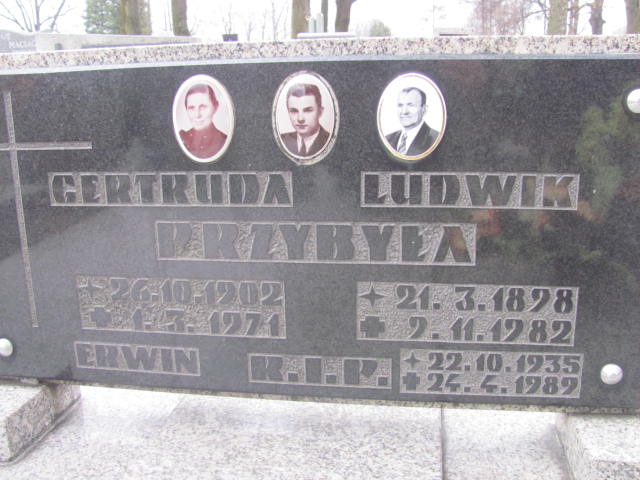 GERTRUDA LUDWIK
PRZYBYŁA
26.10.1902 21.3.1898
1.3.1971 9.11.1982
ERWIN R.I.P. 22.10.1935
24.4.1989